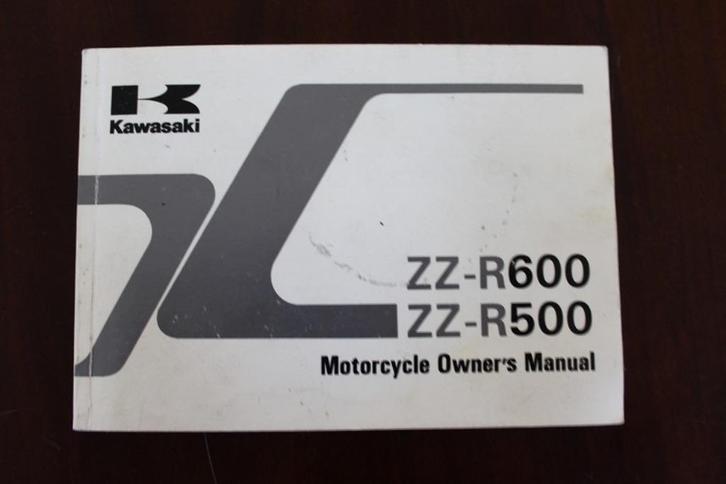 Kawasaki
ZZ-R600
ZZ-R500
Motorcycle Owner's Manual